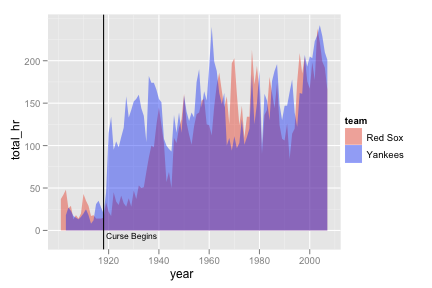 total_hr
200
150
100
50
0
Curse Begins
1920
1940
1960
1980
2000
year
team
Red Sox
Yankees